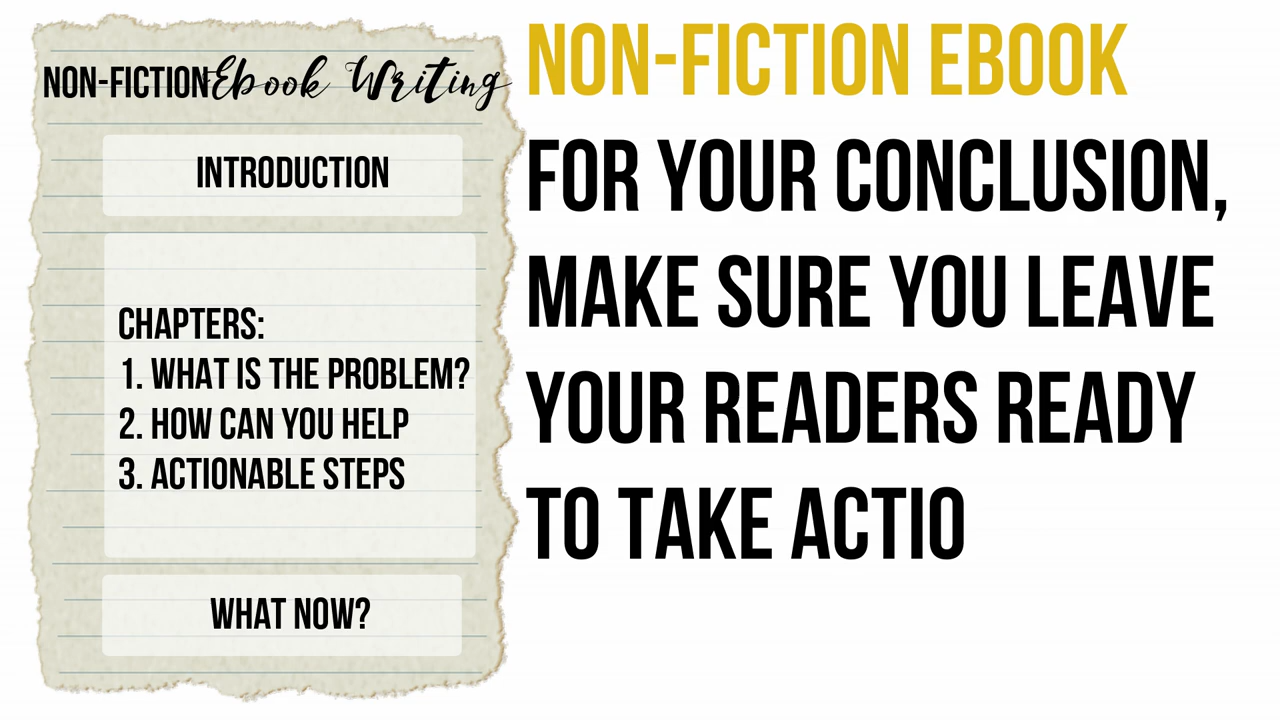 NON-FICTION Ebook Writing
INTRODUCTION
CHAPTERS:
1. WHAT IS THE PROBLEM?
2. HOW CAN YOU HELP
3. ACTIONABLE STEPS
WHAT NOW?
NON-FICTION EBOOK
FOR YOUR CONCLUSION,
MAKE SURE YOU LEAVE
YOUR READERS READY
TO TAKE ACTIO